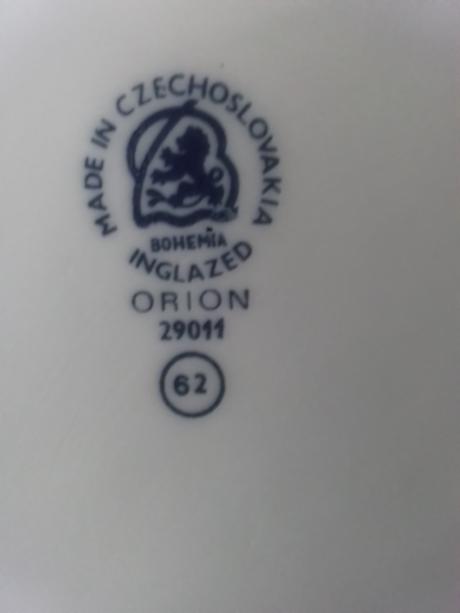 MADE IN CZECHOSLOVAKIA
BOHEMIA
INGLAZED
ORION
29011
62